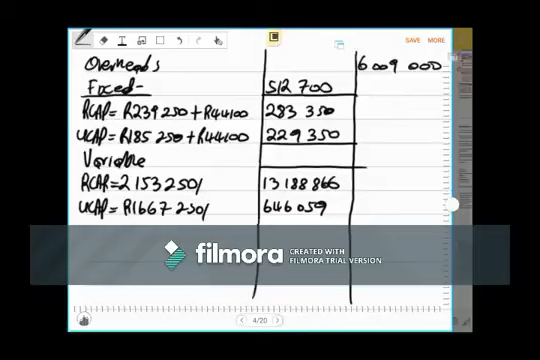 SAVE MORE
Overheads 6 009 000
Fixed- 512 700
RCAP= R239 250 + R44100 283 350
UCAP= R185 250 + R44100 229 350
Variable
RCAP=2 153 250/ 13 188 866
UCAP= R1667 250/ 646 059
filmora CREATED WITH FILMORA TRIAL VERSION
4/20